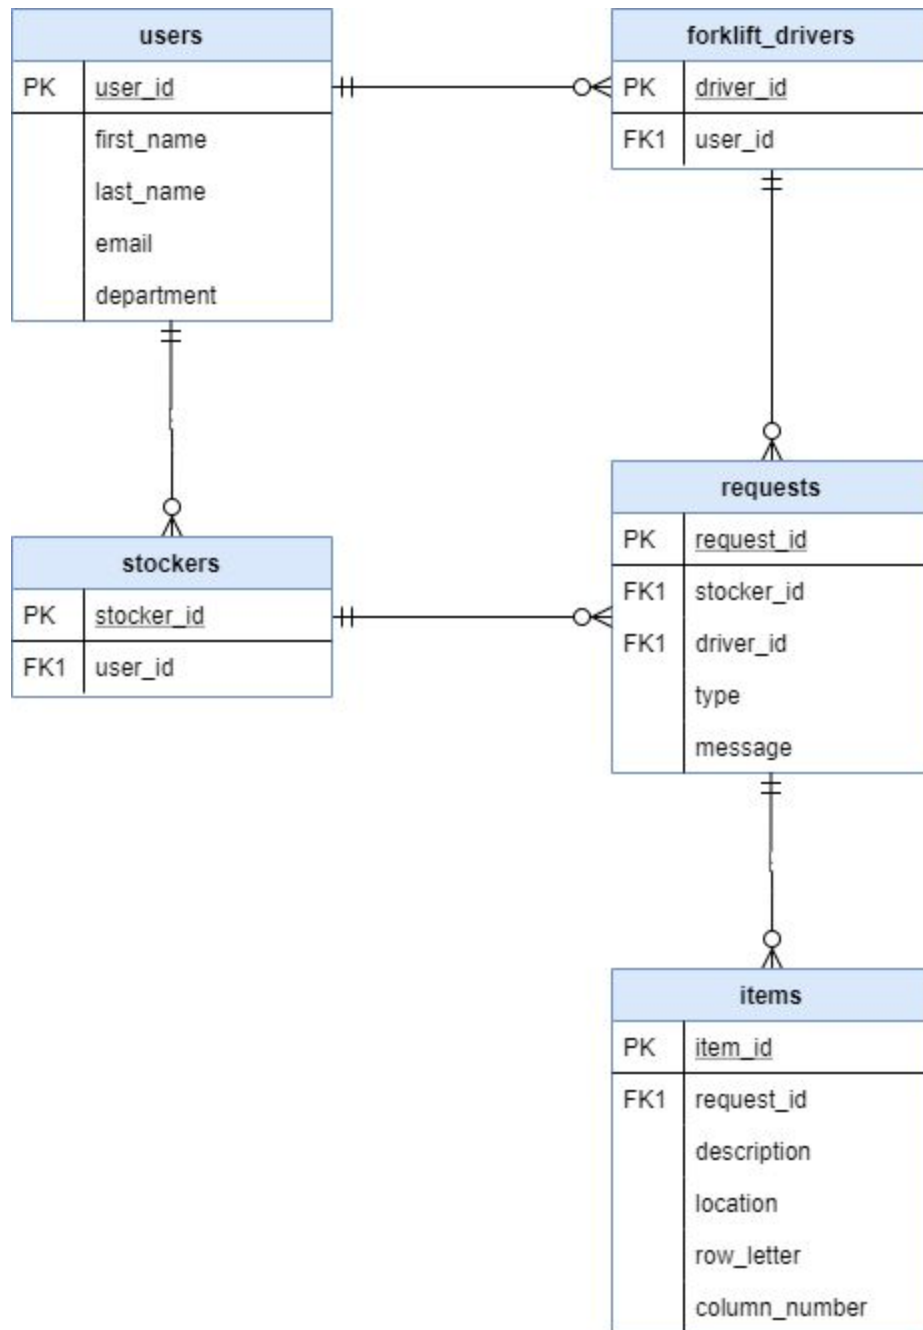 users
PK user_id
first_name
last_name
email
department
forklift_drivers
PK driver_id
FK1 user_id
stockers
PK stocker_id
FK1 user_id
requests
PK request_id
FK1 stocker_id
FK1 driver_id
type
message
items
PK item_id
FK1 request_id
description
location
row_letter
column_number